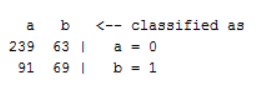 a b <-- classified as
239 63 | a = 0
91 69 | b = 1